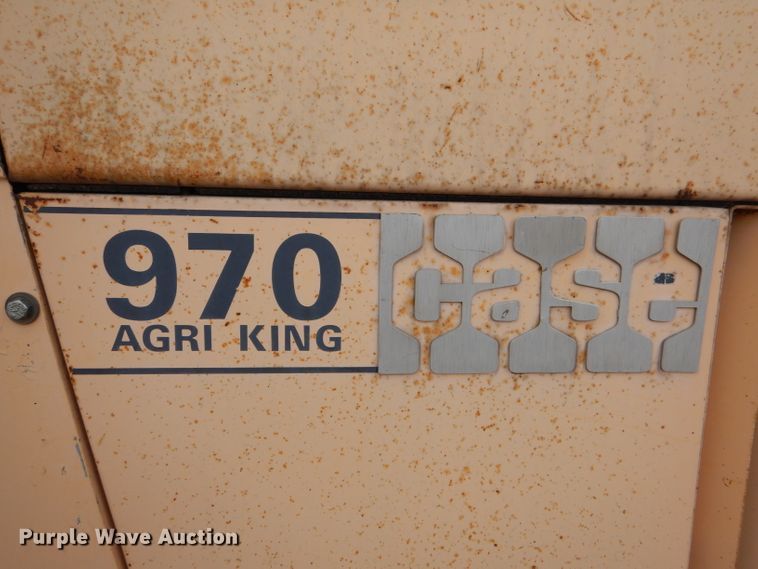 970
AGRI KING
case
Purple Wave Auction